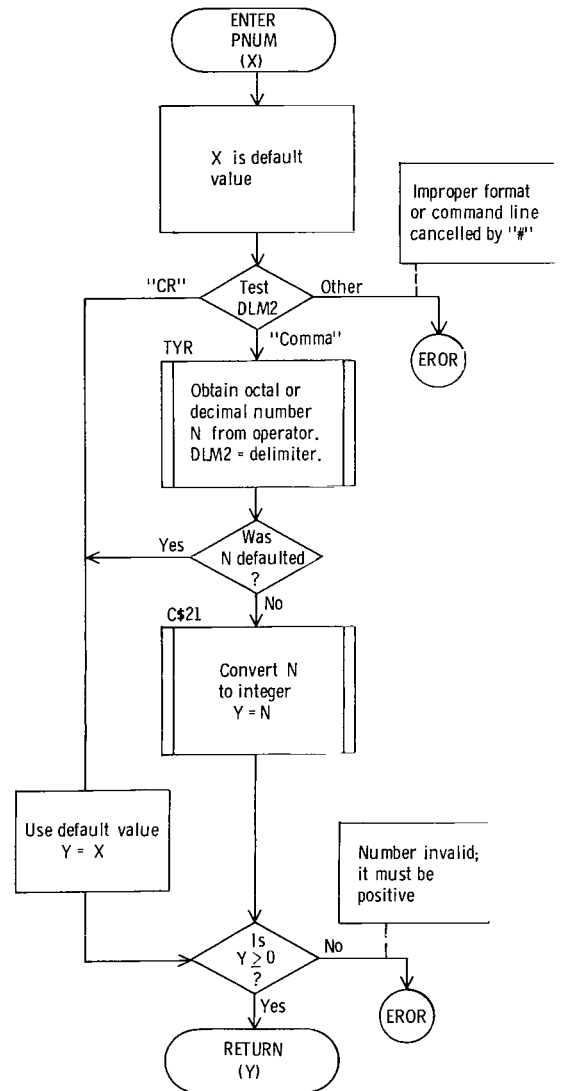 ENTER
PNUM
(X)
X is default
value
Improper format
or command line
cancelled by "#"
"CR"
Test
DLM2
Other
"Comma"
EROR
TYR
Obtain octal or
decimal number
N from operator.
DLM2 = delimiter.
Yes
Was
N defaulted
?
No
C$21
Convert N
to integer
Y = N
Use default value
Y = X
Number invalid;
it must be
positive
Is
Y ≥ 0
?
No
Yes
EROR
RETURN
(Y)